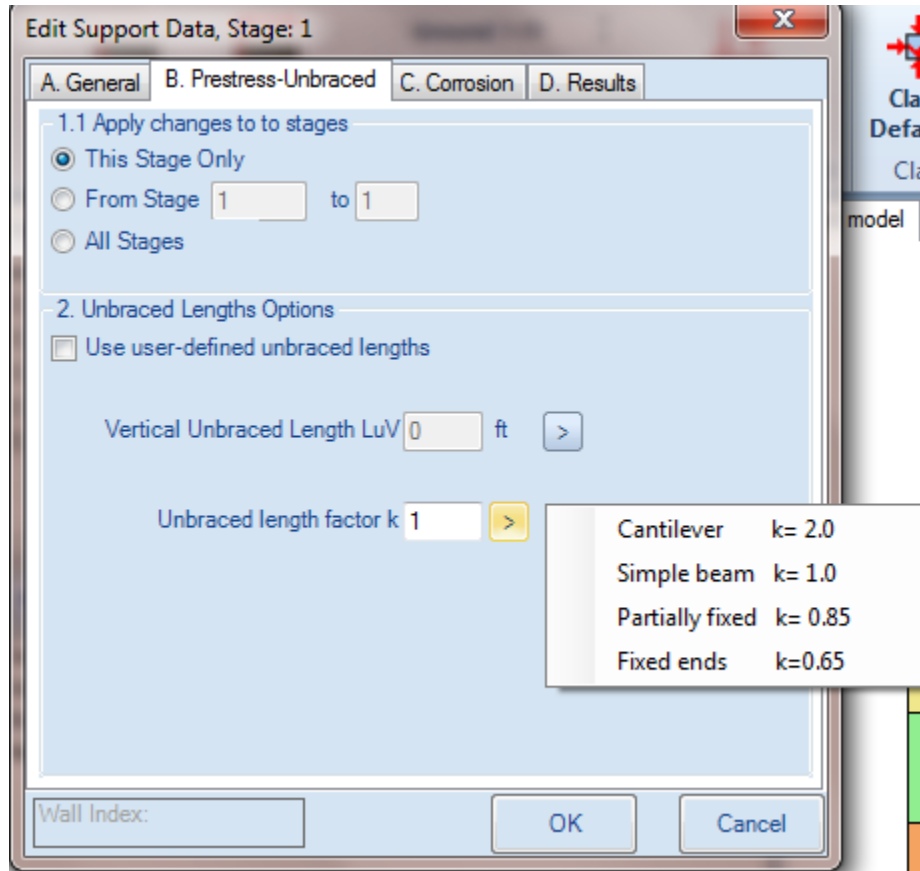 Edit Support Data, Stage: 1
x
A. General B. Prestress-Unbraced C. Corrosion D. Results
1.1 Apply changes to to stages
This Stage Only
From Stage 1 to 1
All Stages
2. Unbraced Lengths Options
Use user-defined unbraced lengths
Vertical Unbraced Length LuV 0 ft >
Unbraced length factor k 1 >
Cantilever k= 2.0
Simple beam k= 1.0
Partially fixed k= 0.85
Fixed ends k=0.65
Wall Index:
OK Cancel
Cla
Defa
Cla
model